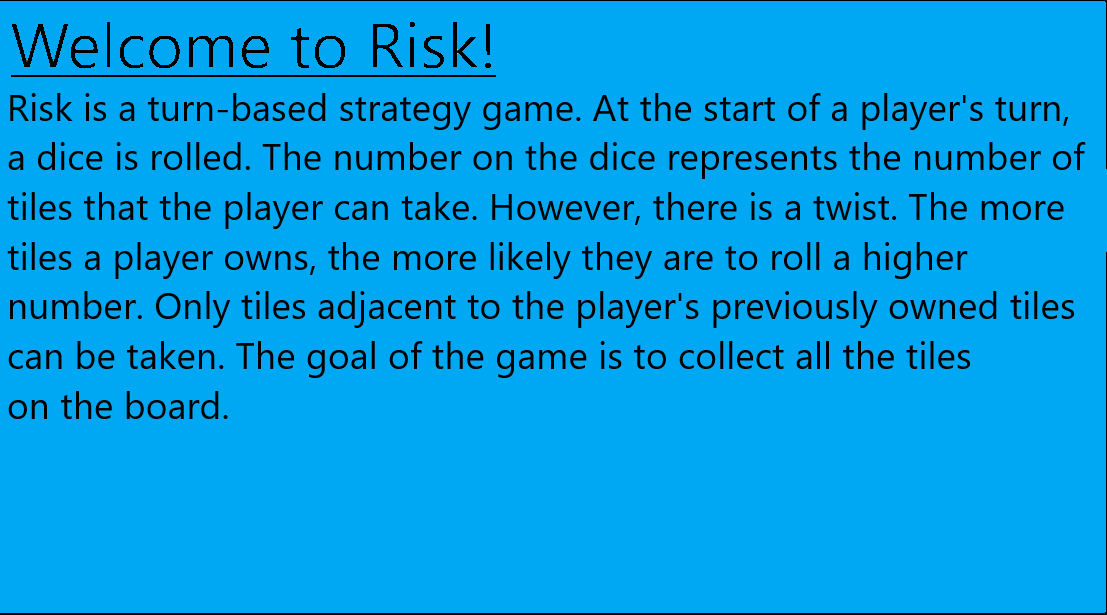 Welcome to Risk!
Risk is a turn-based strategy game. At the start of a player's turn,
a dice is rolled. The number on the dice represents the number of
tiles that the player can take. However, there is a twist. The more
tiles a player owns, the more likely they are to roll a higher
number. Only tiles adjacent to the player's previously owned tiles
can be taken. The goal of the game is to collect all the tiles
on the board.